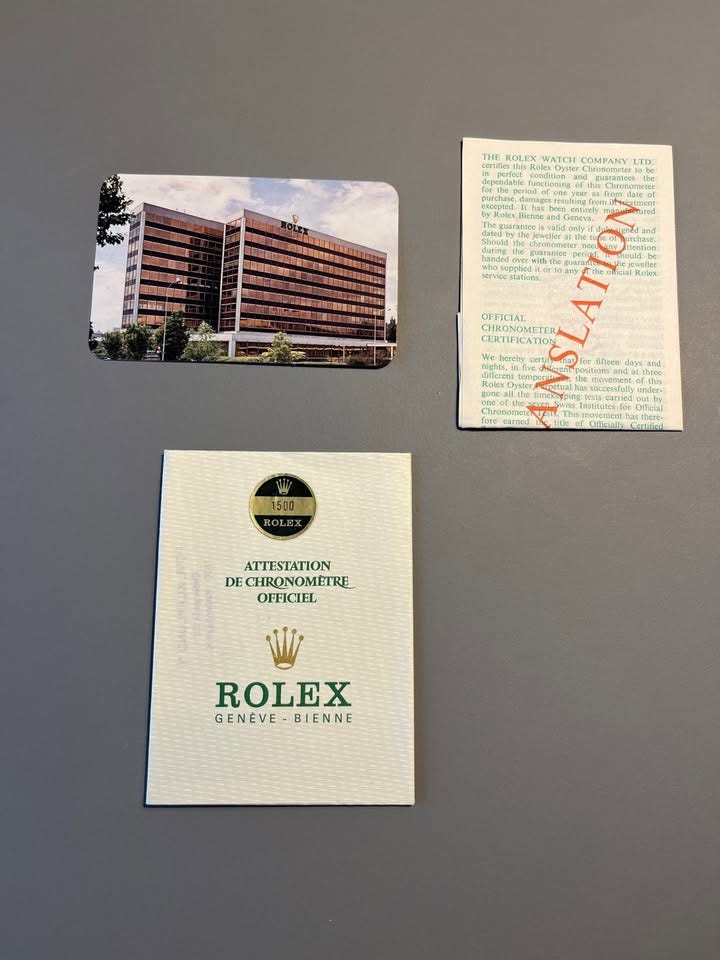 ROLEX
THE ROLEX WATCH COMPANY LTD.
certifies this Rolex Oyster Chronometer to be
in perfect condition and guarantees the
dependable functioning of this Chronometer
for the period of one year as from date of
purchase, damages resulting from treatment
excepted. It has been entirely manufactured
by Rolex Bienne and Geneva.
The guarantee is valid only if duly signed and
dated by the jeweller at the time of purchase.
Should the chronometer need any attention
during the guarantee period, it should be
handed over with the guarantee to the jeweller
who supplied it or to any of the official Rolex
service stations.
OFFICIAL
CHRONOMETER
CERTIFICATION
We hereby certify that for fifteen days and
nights, in five different positions and at three
different temperatures, the movement of this
Rolex Oyster Perpetual has successfully under-
gone all the timekeeping tests carried out by
one of the seven Swiss Institutes for Official
Chronometer Tests. This movement has there-
fore earned the title of Officially Certified
ANSLATION
1500
ROLEX
ATTESTATION
DE CHRONOMÈTRE
OFFICIEL
ROLEX
GENÈVE - BIENNE